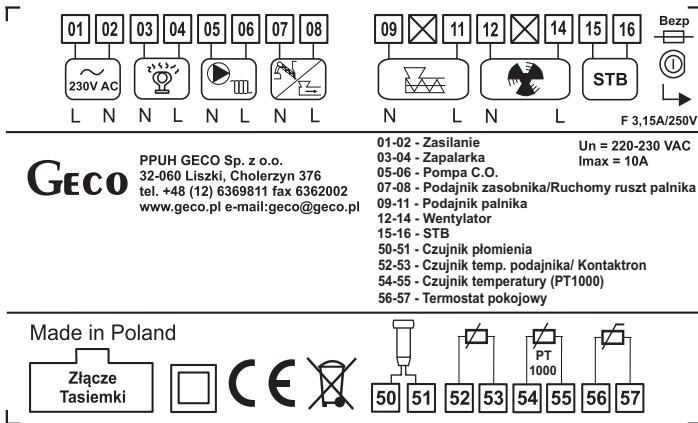 01 02 03 04 05 06 07 08 09 11 12 14 15 16 Bezp
230V AC STB
L N N L N L N L N L N L F 3,15A/250V
GECO
PPUH GECO Sp. z o.o.
32-060 Liszki, Cholerzyn 376
tel. +48 (12) 6369811 fax 6362002
www.geco.pl e-mail:geco@geco.pl
01-02 - Zasilanie
03-04 - Zapalarka
05-06 - Pompa C.O.
07-08 - Podajnik zasobnika/Ruchomy ruszt palnika
09-11 - Podajnik palnika
12-14 - Wentylator
15-16 - STB
50-51 - Czujnik płomienia
52-53 - Czujnik temp. podajnika/ Kontaktron
54-55 - Czujnik temperatury (PT1000)
56-57 - Termostat pokojowy
Un = 220-230 VAC
Imax = 10A
Made in Poland
Złącze
Tasiemki
CE
PT
1000
50 51 52 53 54 55 56 57